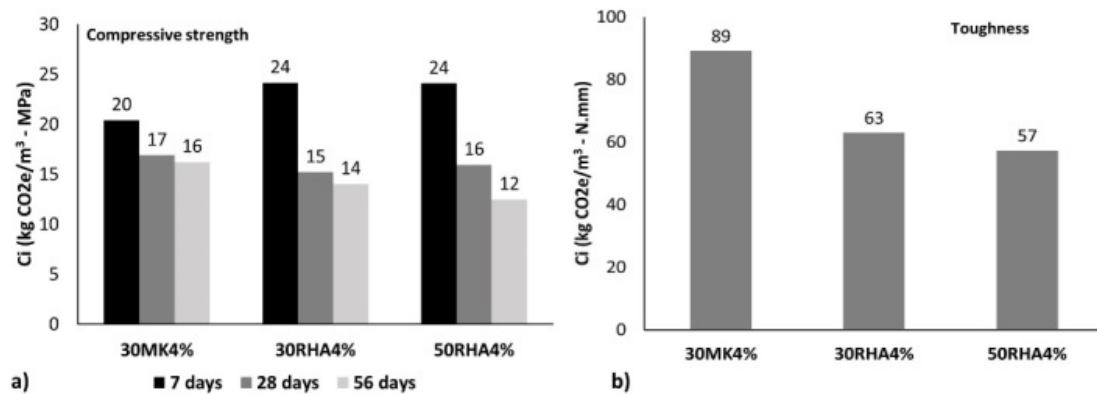 Compressive strength
Ci (kg CO2e/m³ - MPa)
30
25
20
15
10
5
0
20
17
16
24
15
14
24
16
12
30MK4%
30RHA4%
50RHA4%
7 days
28 days
56 days
a)
Toughness
Ci (kg CO2e/m³ - N.mm)
100
80
60
40
20
0
89
63
57
30MK4%
30RHA4%
50RHA4%
b)